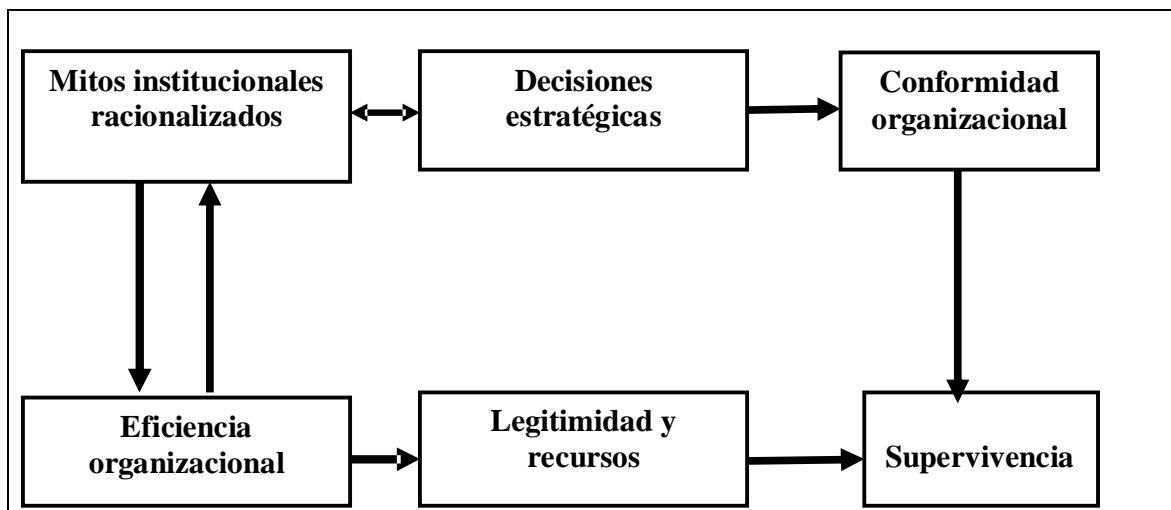 Mitos institucionales
racionalizados
Decisiones
estratégicas
Conformidad
organizacional
Eficiencia
organizacional
Legitimidad y
recursos
Supervivencia